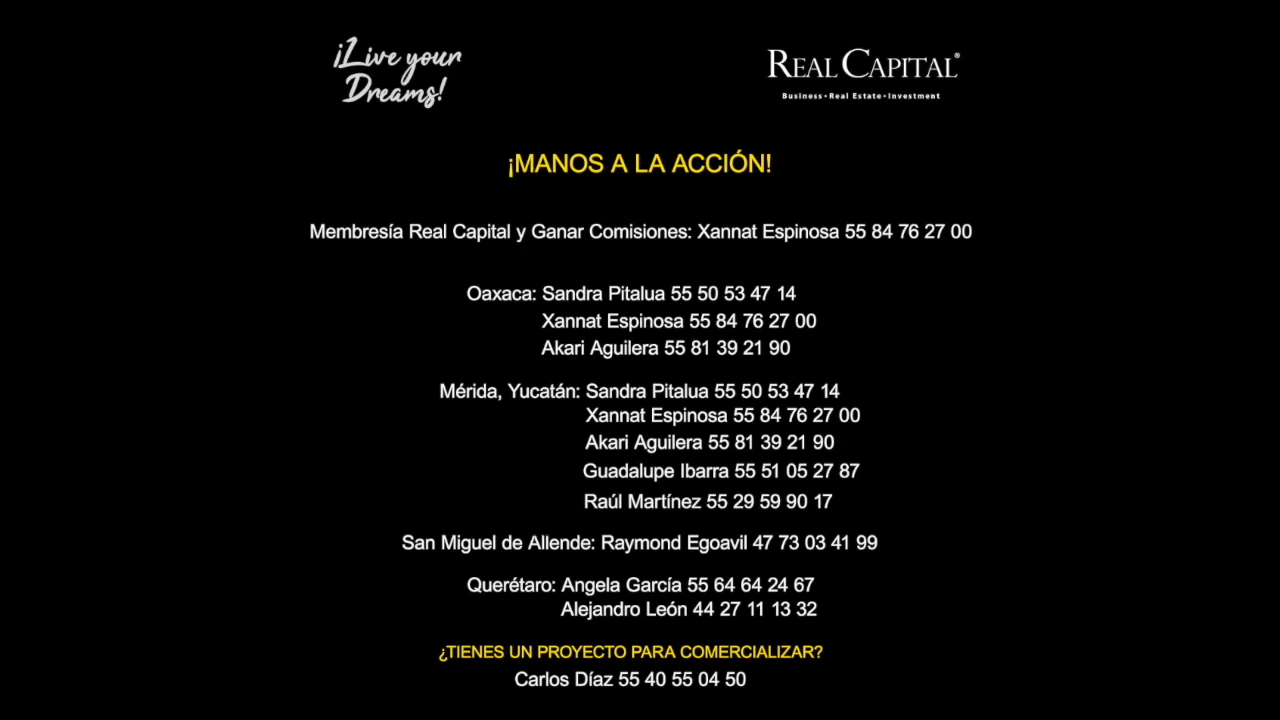 ¡Live your
Dreams!
REAL CAPITAL®
Business • Real Estate • Investment
¡MANOS A LA ACCIÓN!
Membresía Real Capital y Ganar Comisiones: Xannat Espinosa 55 84 76 27 00
Oaxaca: Sandra Pitalua 55 50 53 47 14
Xannat Espinosa 55 84 76 27 00
Akari Aguilera 55 81 39 21 90
Mérida, Yucatán: Sandra Pitalua 55 50 53 47 14
Xannat Espinosa 55 84 76 27 00
Akari Aguilera 55 81 39 21 90
Guadalupe Ibarra 55 51 05 27 87
Raúl Martínez 55 29 59 90 17
San Miguel de Allende: Raymond Egoavil 47 73 03 41 99
Querétaro: Angela García 55 64 64 24 67
Alejandro León 44 27 11 13 32
¿TIENES UN PROYECTO PARA COMERCIALIZAR?
Carlos Díaz 55 40 55 04 50